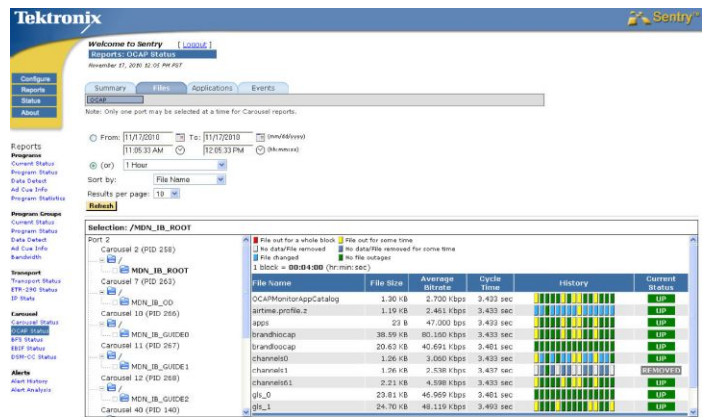 Tektronix
Sentry
Welcome to Sentry [ Logout ]
Reports: OCAP Status
November 17, 2010 12:05 PM PST
Configure
Reports
Status
About
Summary
Files
Applications
Events
OCAP
Note: Only one port may be selected at a time for Carousel reports.
From: 11/17/2010 To: 11/17/2010 (mm/dd/yyyy)
11:05:33 AM 12:05:33 PM (hh:mm:ss)
(or) 1 Hour
Sort by: File Name
Results per page: 10
Refresh
Reports
Programs
Current Status
Program Status
Data Detect
Ad Cue Info
Program Statistics
Program Groups
Current Status
Program Status
Data Detect
Ad Cue Info
Bandwidth
Transport
Transport Status
ETR-290 Status
IP Stats
Carousel
Carousel Status
OCAP Status
BFS Status
EBIF Status
DSM-CC Status
Alerts
Alert History
Alert Analysis
Selection: /MDN_IB_ROOT
Port 2
Carousel 2 (PID 258)
/
MDN_IB_ROOT
Carousel 7 (PID 263)
/
MDN_IB_OD
Carousel 10 (PID 266)
/
MDN_IB_GUIDE0
Carousel 11 (PID 267)
/
MDN_IB_GUIDE1
Carousel 12 (PID 268)
/
MDN_IB_GUIDE2
Carousel 40 (PID 140)
/
File out for a whole block File out for some time
No data/File removed No data/File removed for some time
File changed No file outages
1 block = 00:04:00 (hr:min:sec)
File Name File Size Average Bitrate Cycle Time History Current Status
OCAPMonitorAppCatalog 1.30 KB 2.700 Kbps 3.433 sec UP
airtime.profile.z 1.19 KB 2.461 Kbps 3.433 sec UP
apps 23 B 47.000 bps 3.433 sec UP
brandhiocap 38.59 KB 80.160 Kbps 3.433 sec UP
brandloocap 20.63 KB 40.691 Kbps 3.481 sec UP
channels0 1.26 KB 3.060 Kbps 3.433 sec UP
channels1 1.26 KB 2.538 Kbps 3.437 sec REMOVED
channels61 2.21 KB 4.598 Kbps 3.433 sec UP
gls_0 23.81 KB 46.969 Kbps 3.481 sec UP
gls_1 24.70 KB 48.119 Kbps 3.493 sec UP